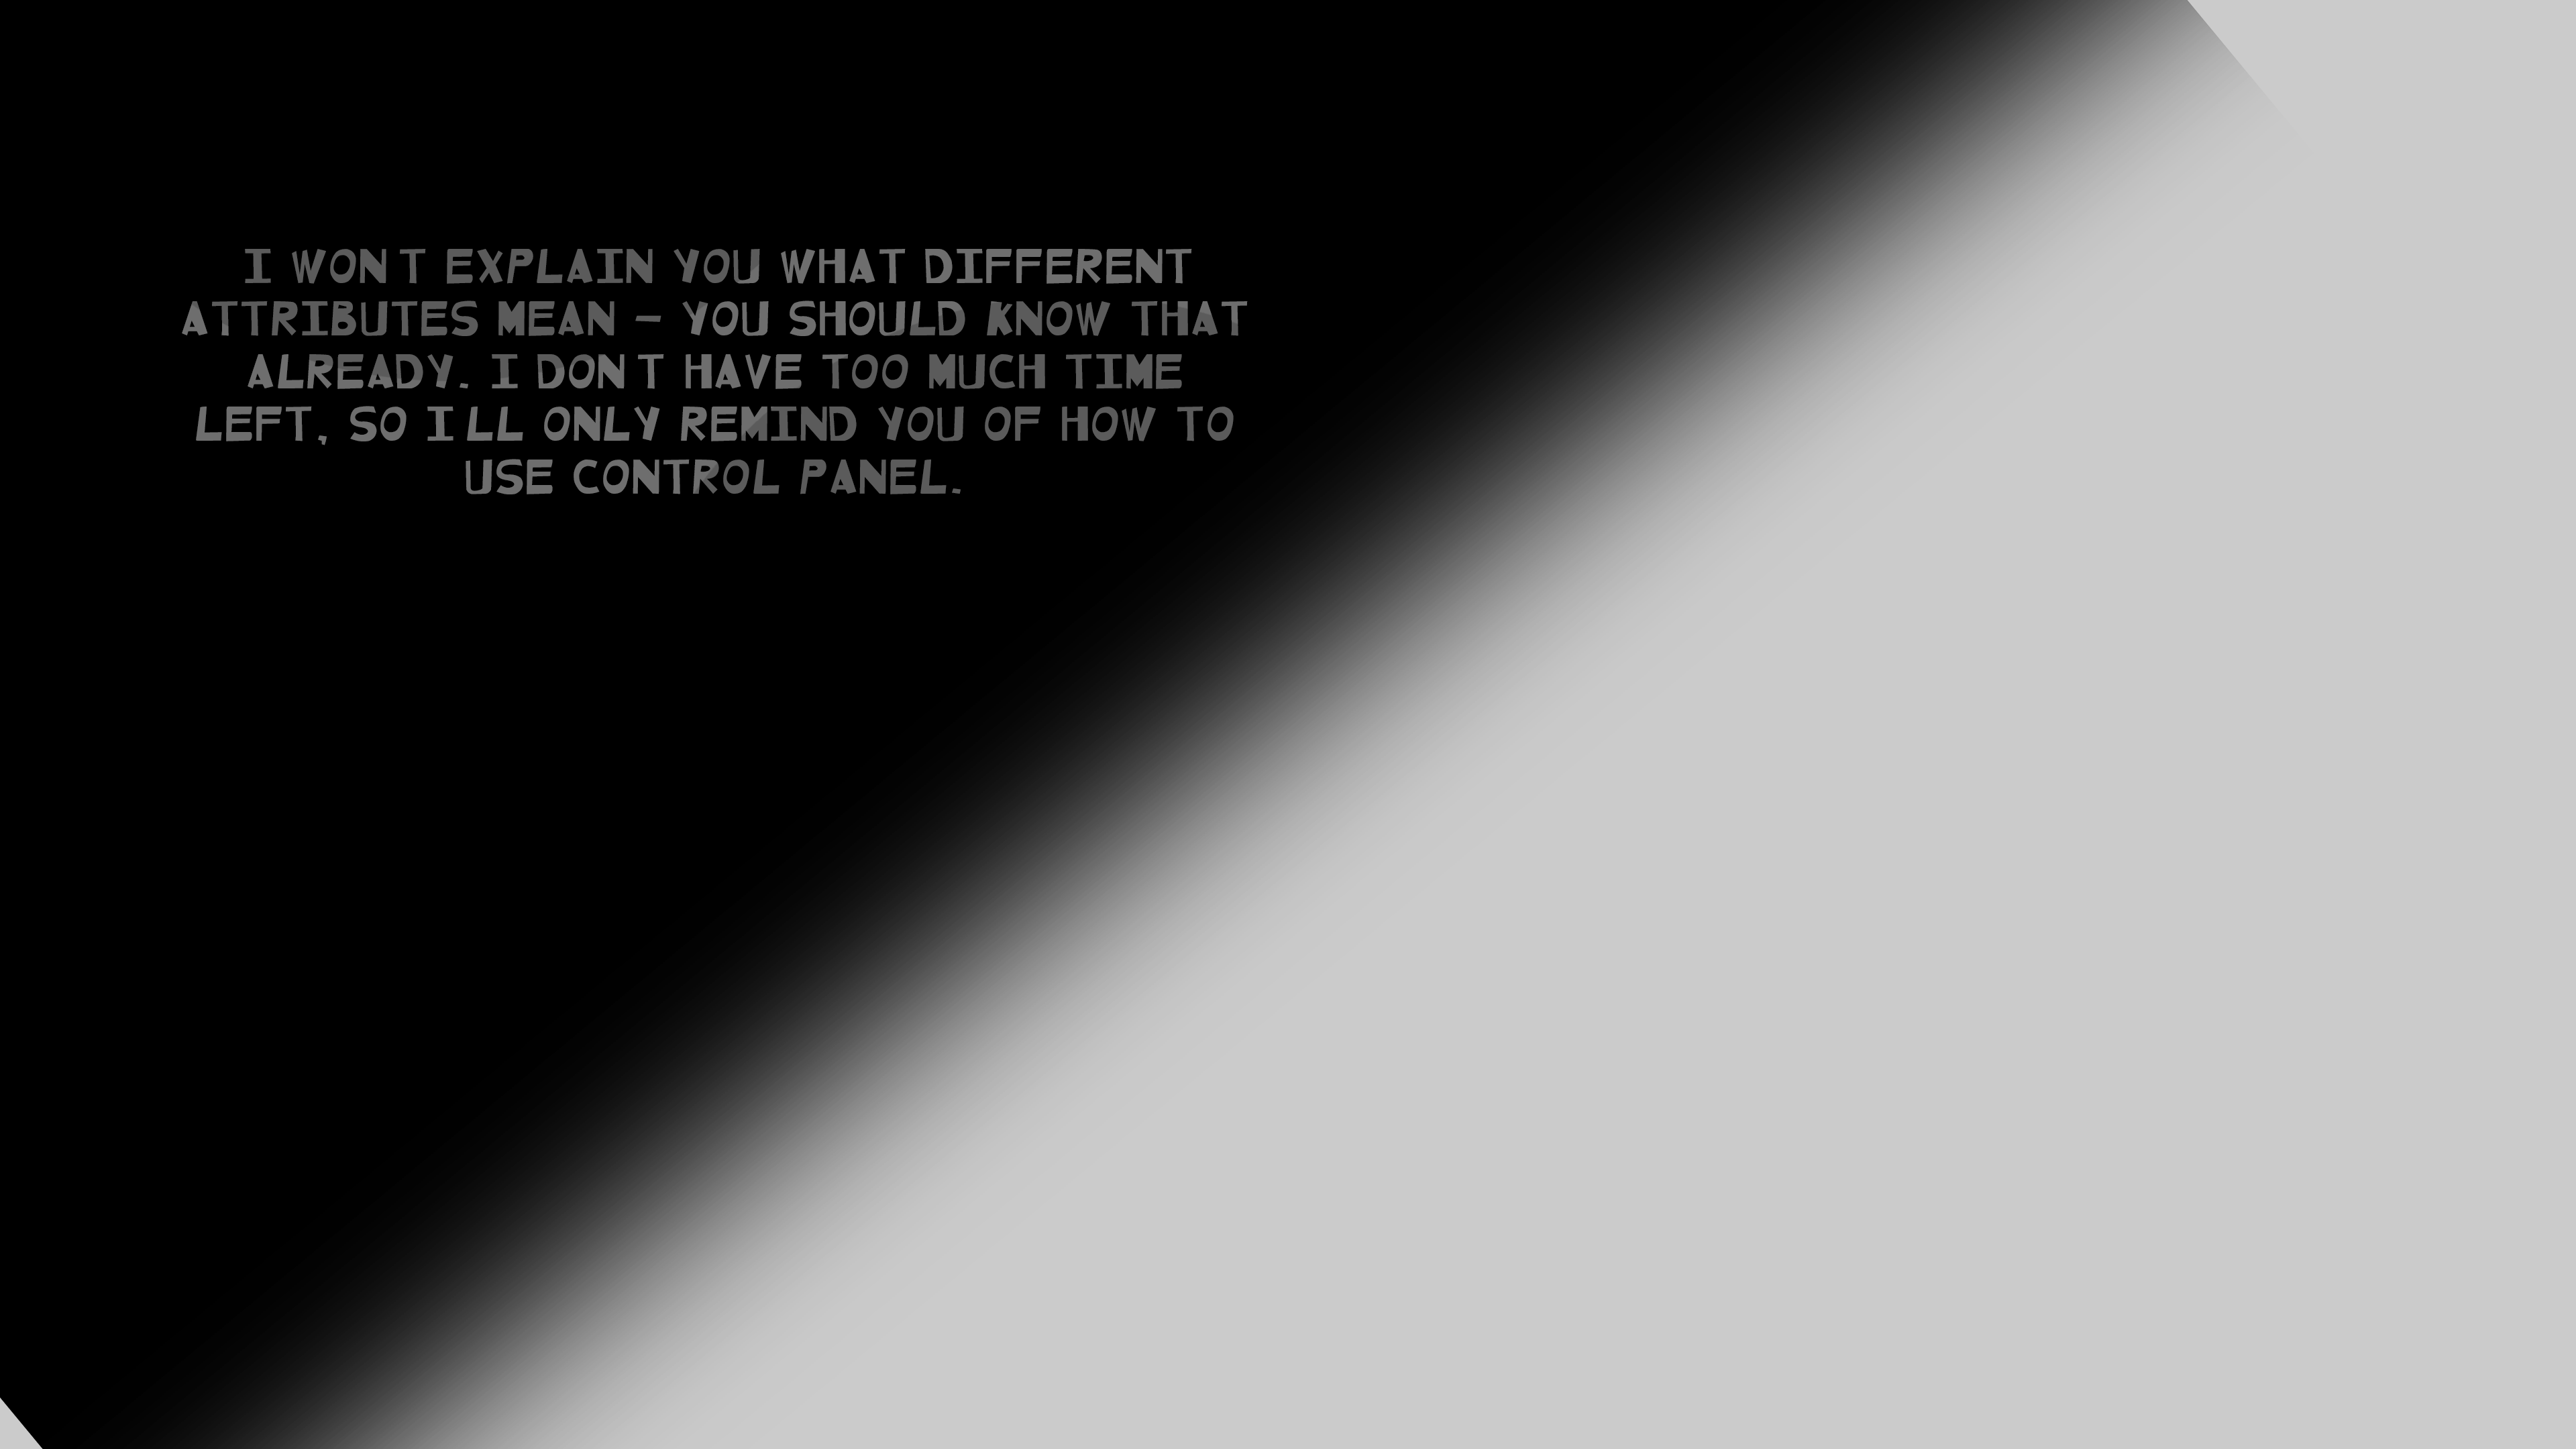 I WON T EXPLAIN YOU WHAT DIFFERENT
ATTRIBUTES MEAN - YOU SHOULD KNOW THAT
ALREADY. I DON T HAVE TOO MUCH TIME
LEFT, SO I LL ONLY REMIND YOU OF HOW TO
USE CONTROL PANEL.